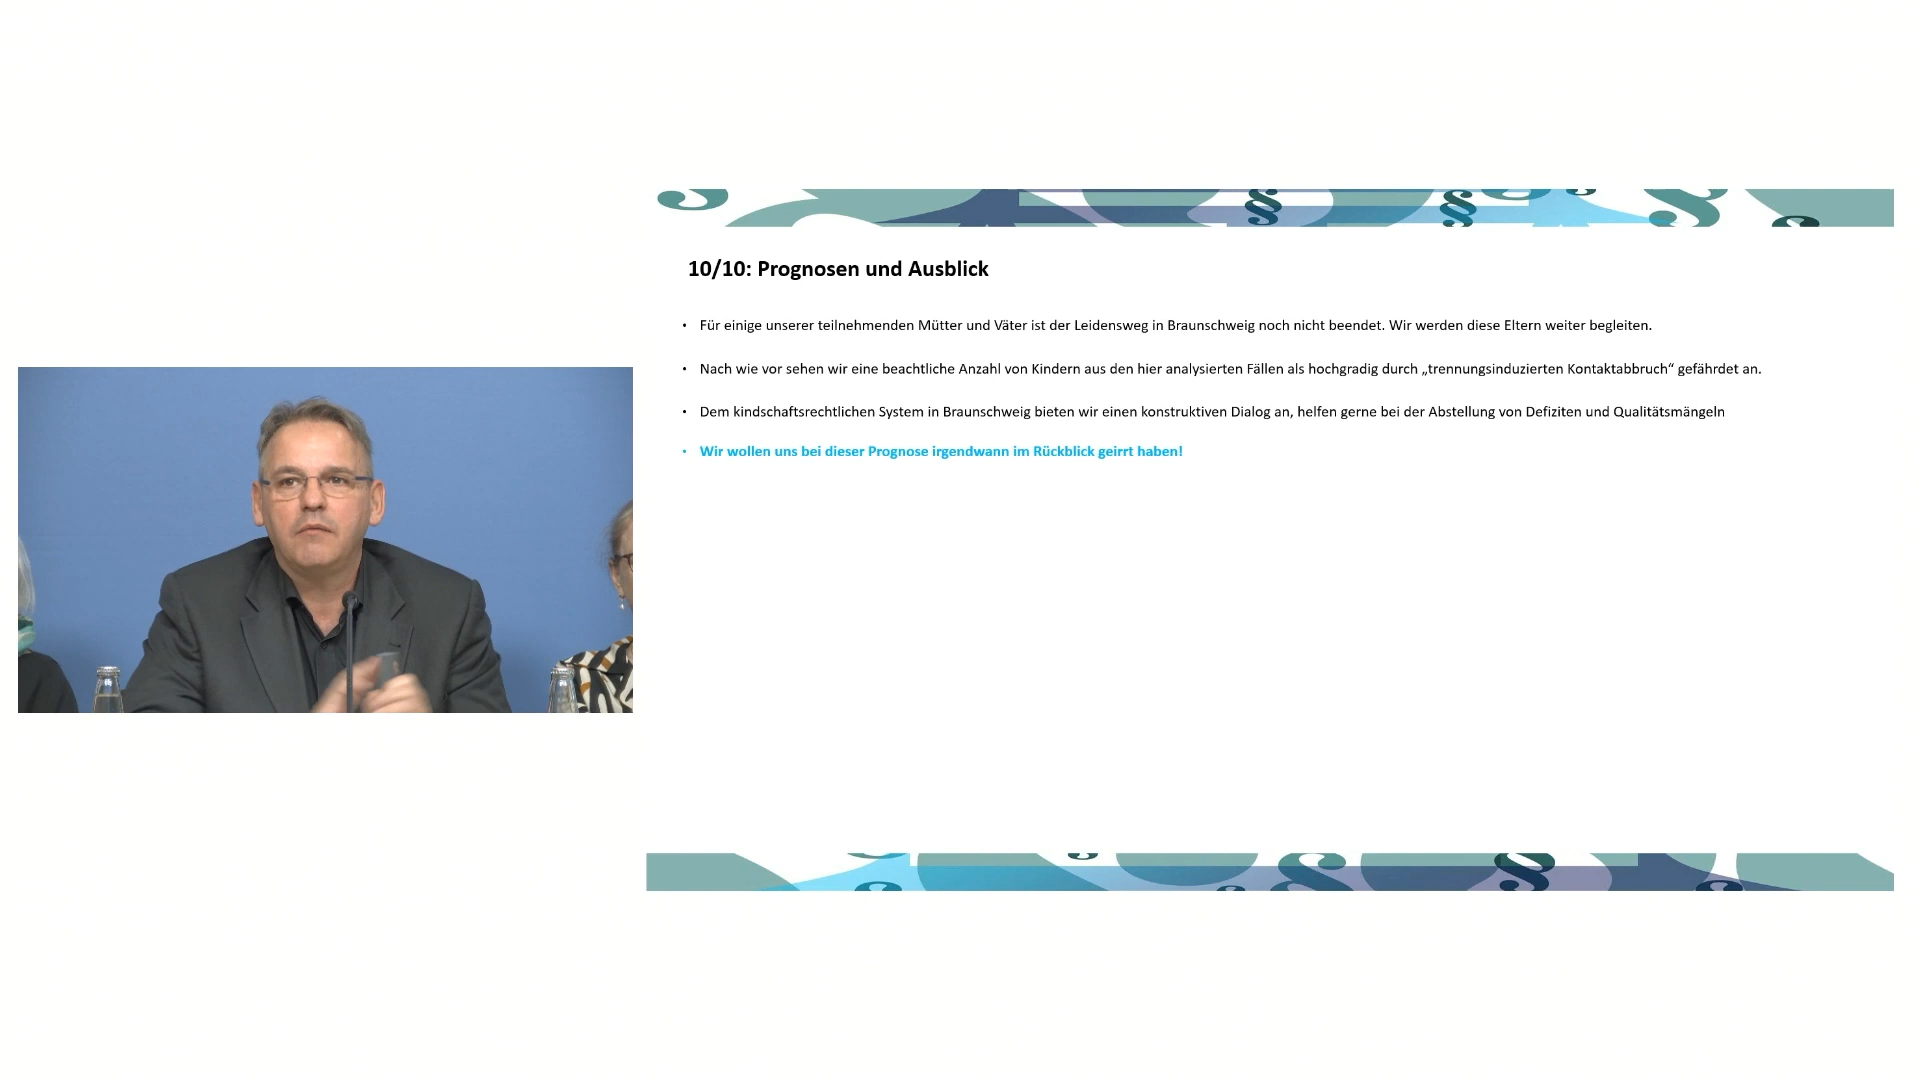 10/10: Prognosen und Ausblick
• Für einige unserer teilnehmenden Mütter und Väter ist der Leidensweg in Braunschweig noch nicht beendet. Wir werden diese Eltern weiter begleiten.
• Nach wie vor sehen wir eine beachtliche Anzahl von Kindern aus den hier analysierten Fällen als hochgradig durch „trennungsinduzierten Kontaktabbruch“ gefährdet an.
• Dem kindschaftsrechtlichen System in Braunschweig bieten wir einen konstruktiven Dialog an, helfen gerne bei der Abstellung von Defiziten und Qualitätsmängeln
• Wir wollen uns bei dieser Prognose irgendwann im Rückblick geirrt haben!